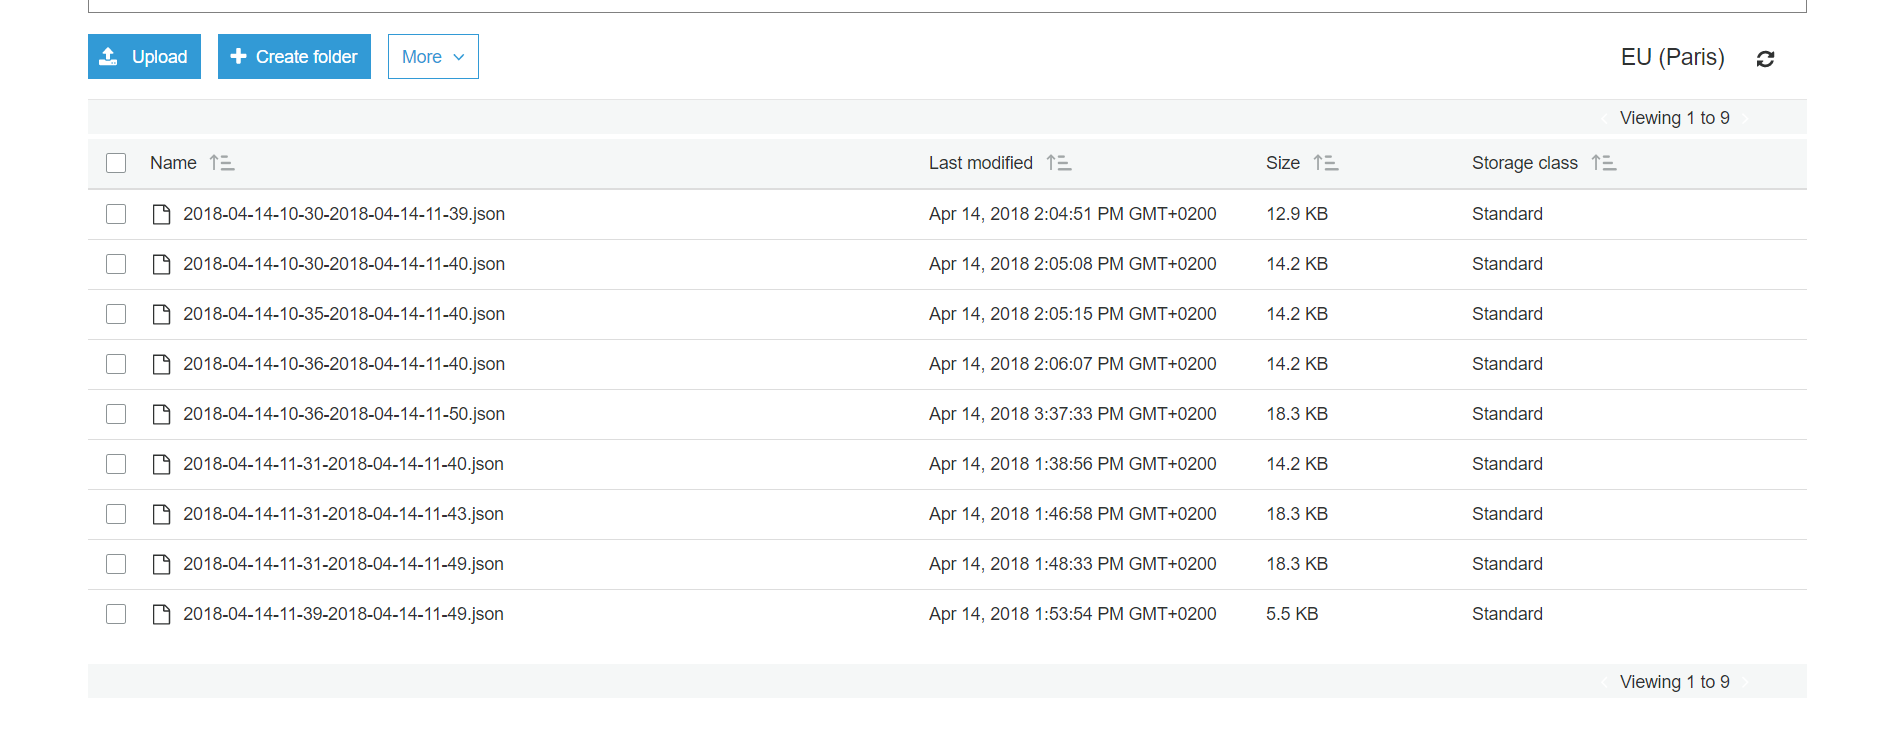 Upload Create folder More EU (Paris)
Viewing 1 to 9
Name Last modified Size Storage class
2018-04-14-10-30-2018-04-14-11-39.json Apr 14, 2018 2:04:51 PM GMT+0200 12.9 KB Standard
2018-04-14-10-30-2018-04-14-11-40.json Apr 14, 2018 2:05:08 PM GMT+0200 14.2 KB Standard
2018-04-14-10-35-2018-04-14-11-40.json Apr 14, 2018 2:05:15 PM GMT+0200 14.2 KB Standard
2018-04-14-10-36-2018-04-14-11-40.json Apr 14, 2018 2:06:07 PM GMT+0200 14.2 KB Standard
2018-04-14-10-36-2018-04-14-11-50.json Apr 14, 2018 3:37:33 PM GMT+0200 18.3 KB Standard
2018-04-14-11-31-2018-04-14-11-40.json Apr 14, 2018 1:38:56 PM GMT+0200 14.2 KB Standard
2018-04-14-11-31-2018-04-14-11-43.json Apr 14, 2018 1:46:58 PM GMT+0200 18.3 KB Standard
2018-04-14-11-31-2018-04-14-11-49.json Apr 14, 2018 1:48:33 PM GMT+0200 18.3 KB Standard
2018-04-14-11-39-2018-04-14-11-49.json Apr 14, 2018 1:53:54 PM GMT+0200 5.5 KB Standard
Viewing 1 to 9